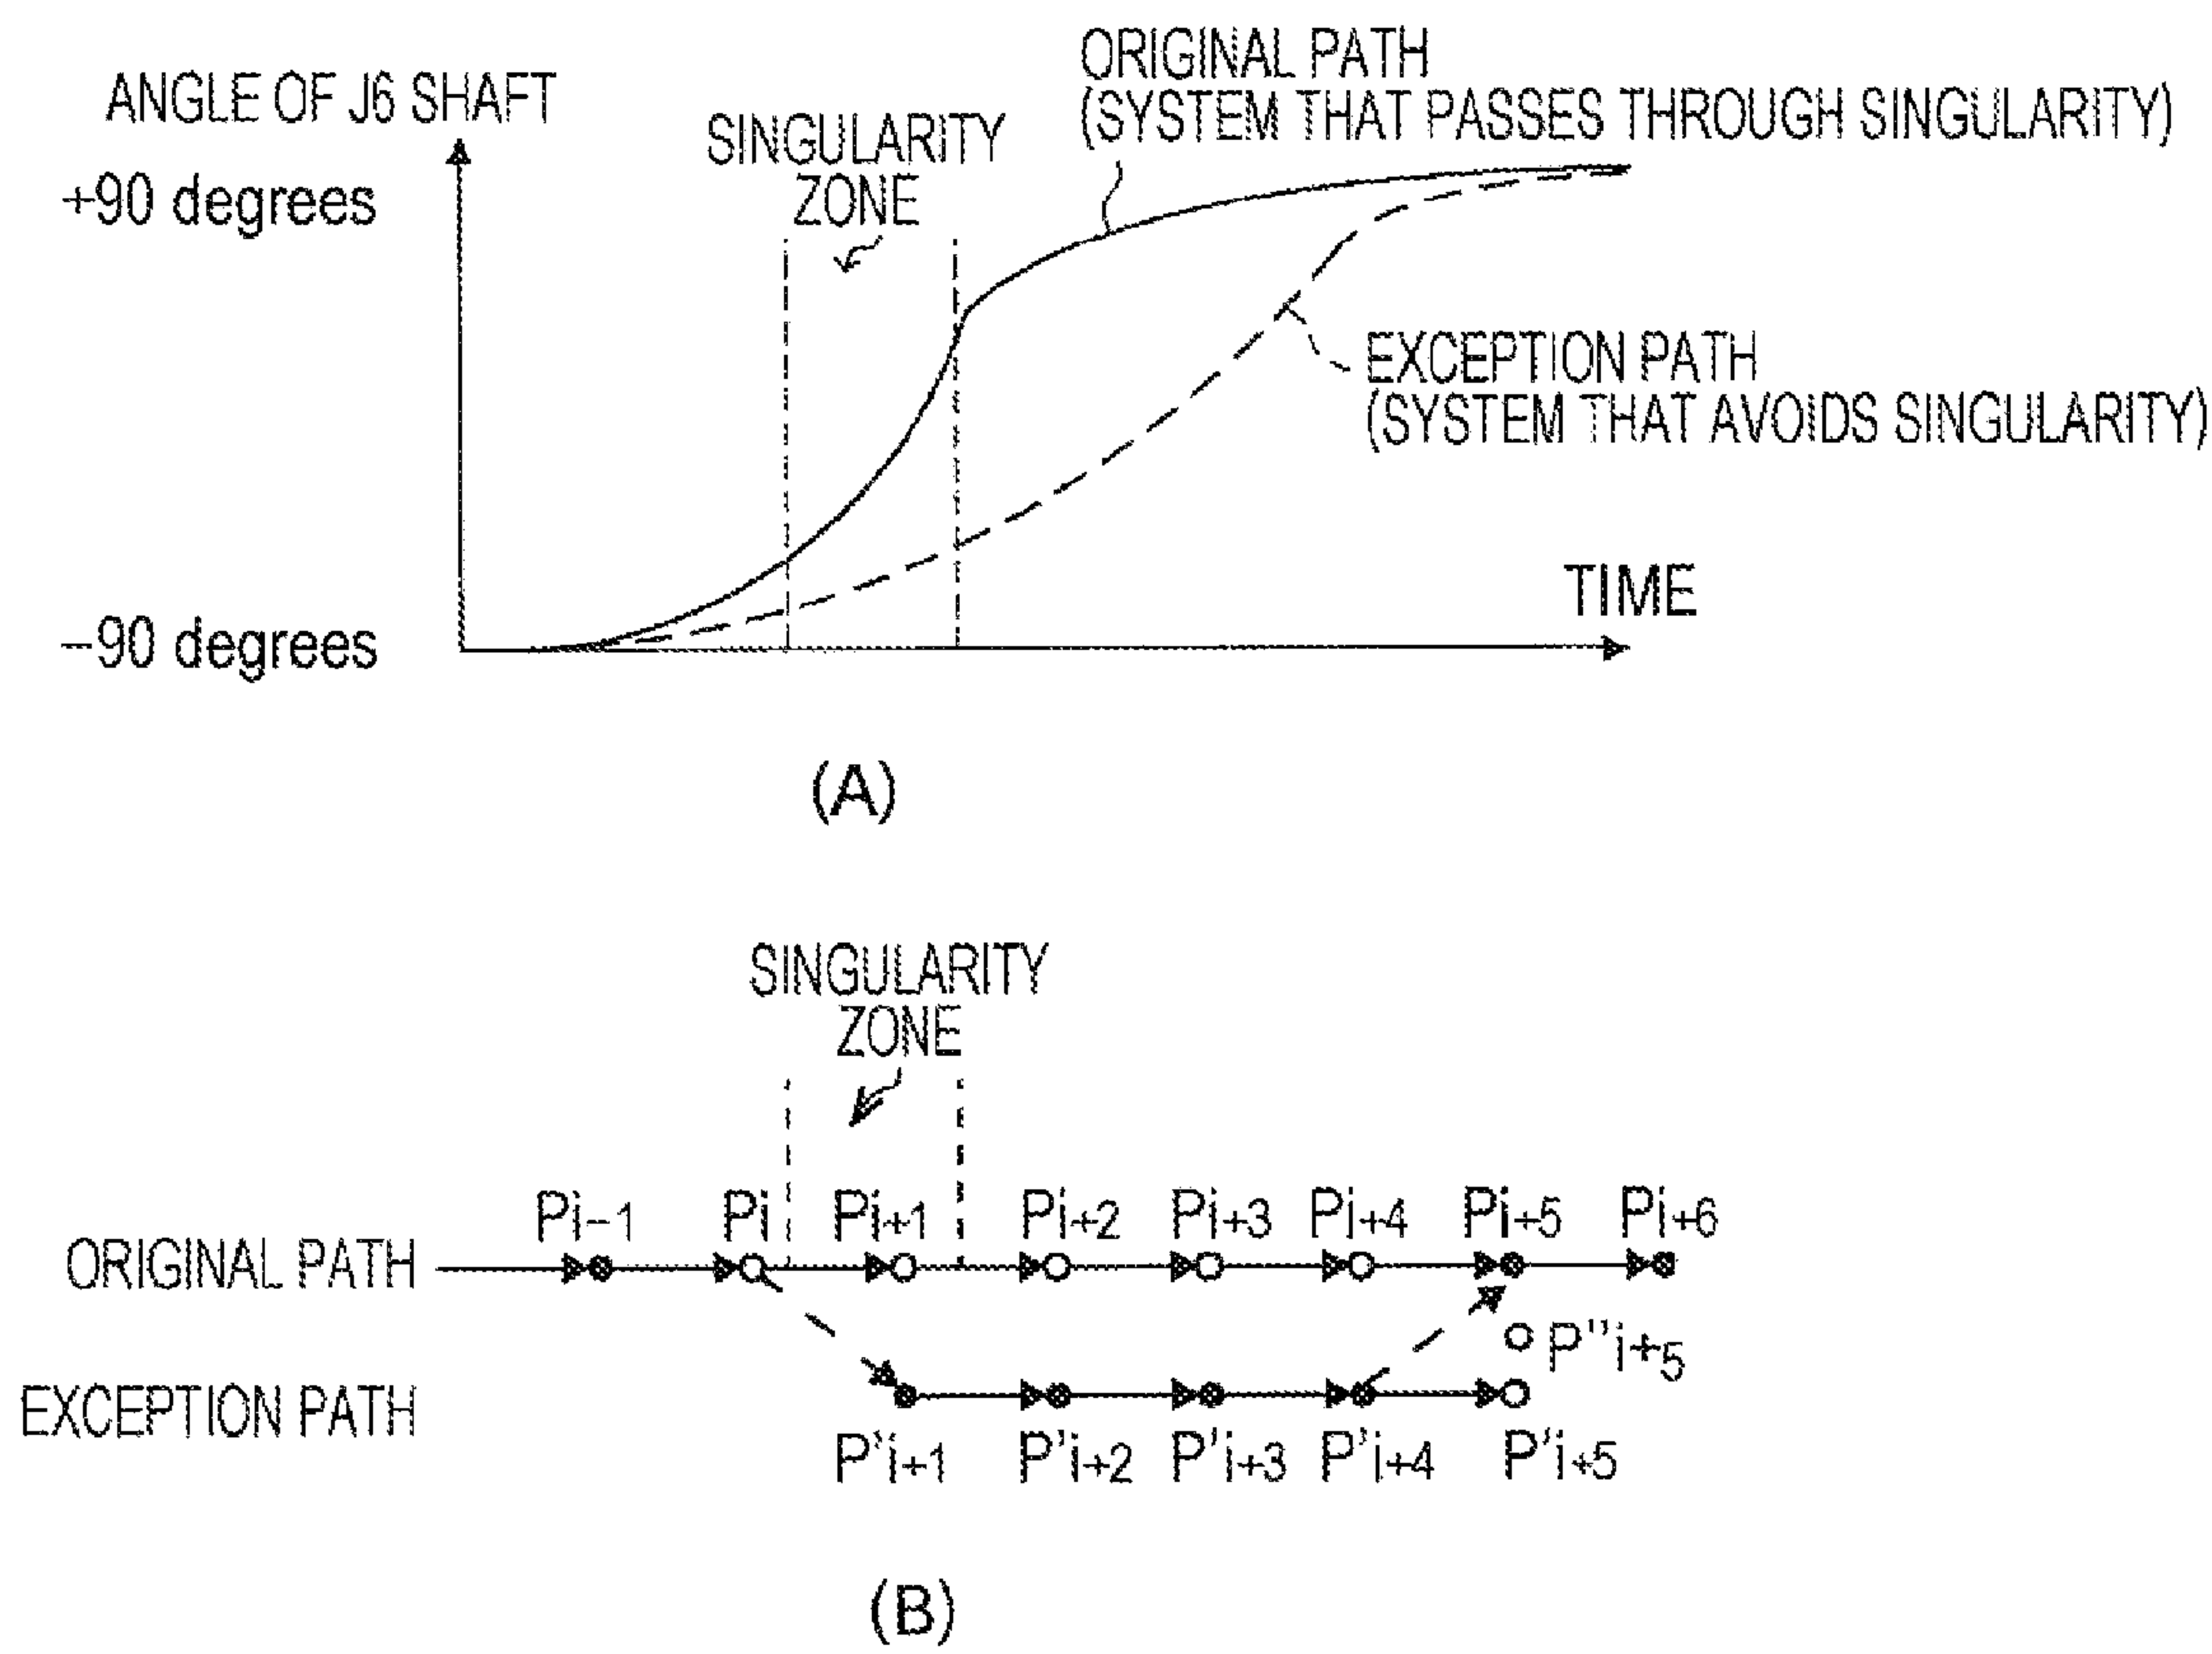 ANGLE OF J6 SHAFT
+90 degrees
SINGULARITY
ZONE
ORIGINAL PATH
(SYSTEM THAT PASSES THROUGH SINGULARITY)
EXCEPTION PATH
(SYSTEM THAT AVOIDS SINGULARITY)
TIME
−90 degrees
(A)
SINGULARITY
ZONE
Pi−1 Pi Pi+1 Pi+2 Pi+3 Pi+4 Pi+5 Pi+6
ORIGINAL PATH
P"i+5
EXCEPTION PATH
P'i+1 P'i+2 P'i+3 P'i+4 P'i+5
(B)